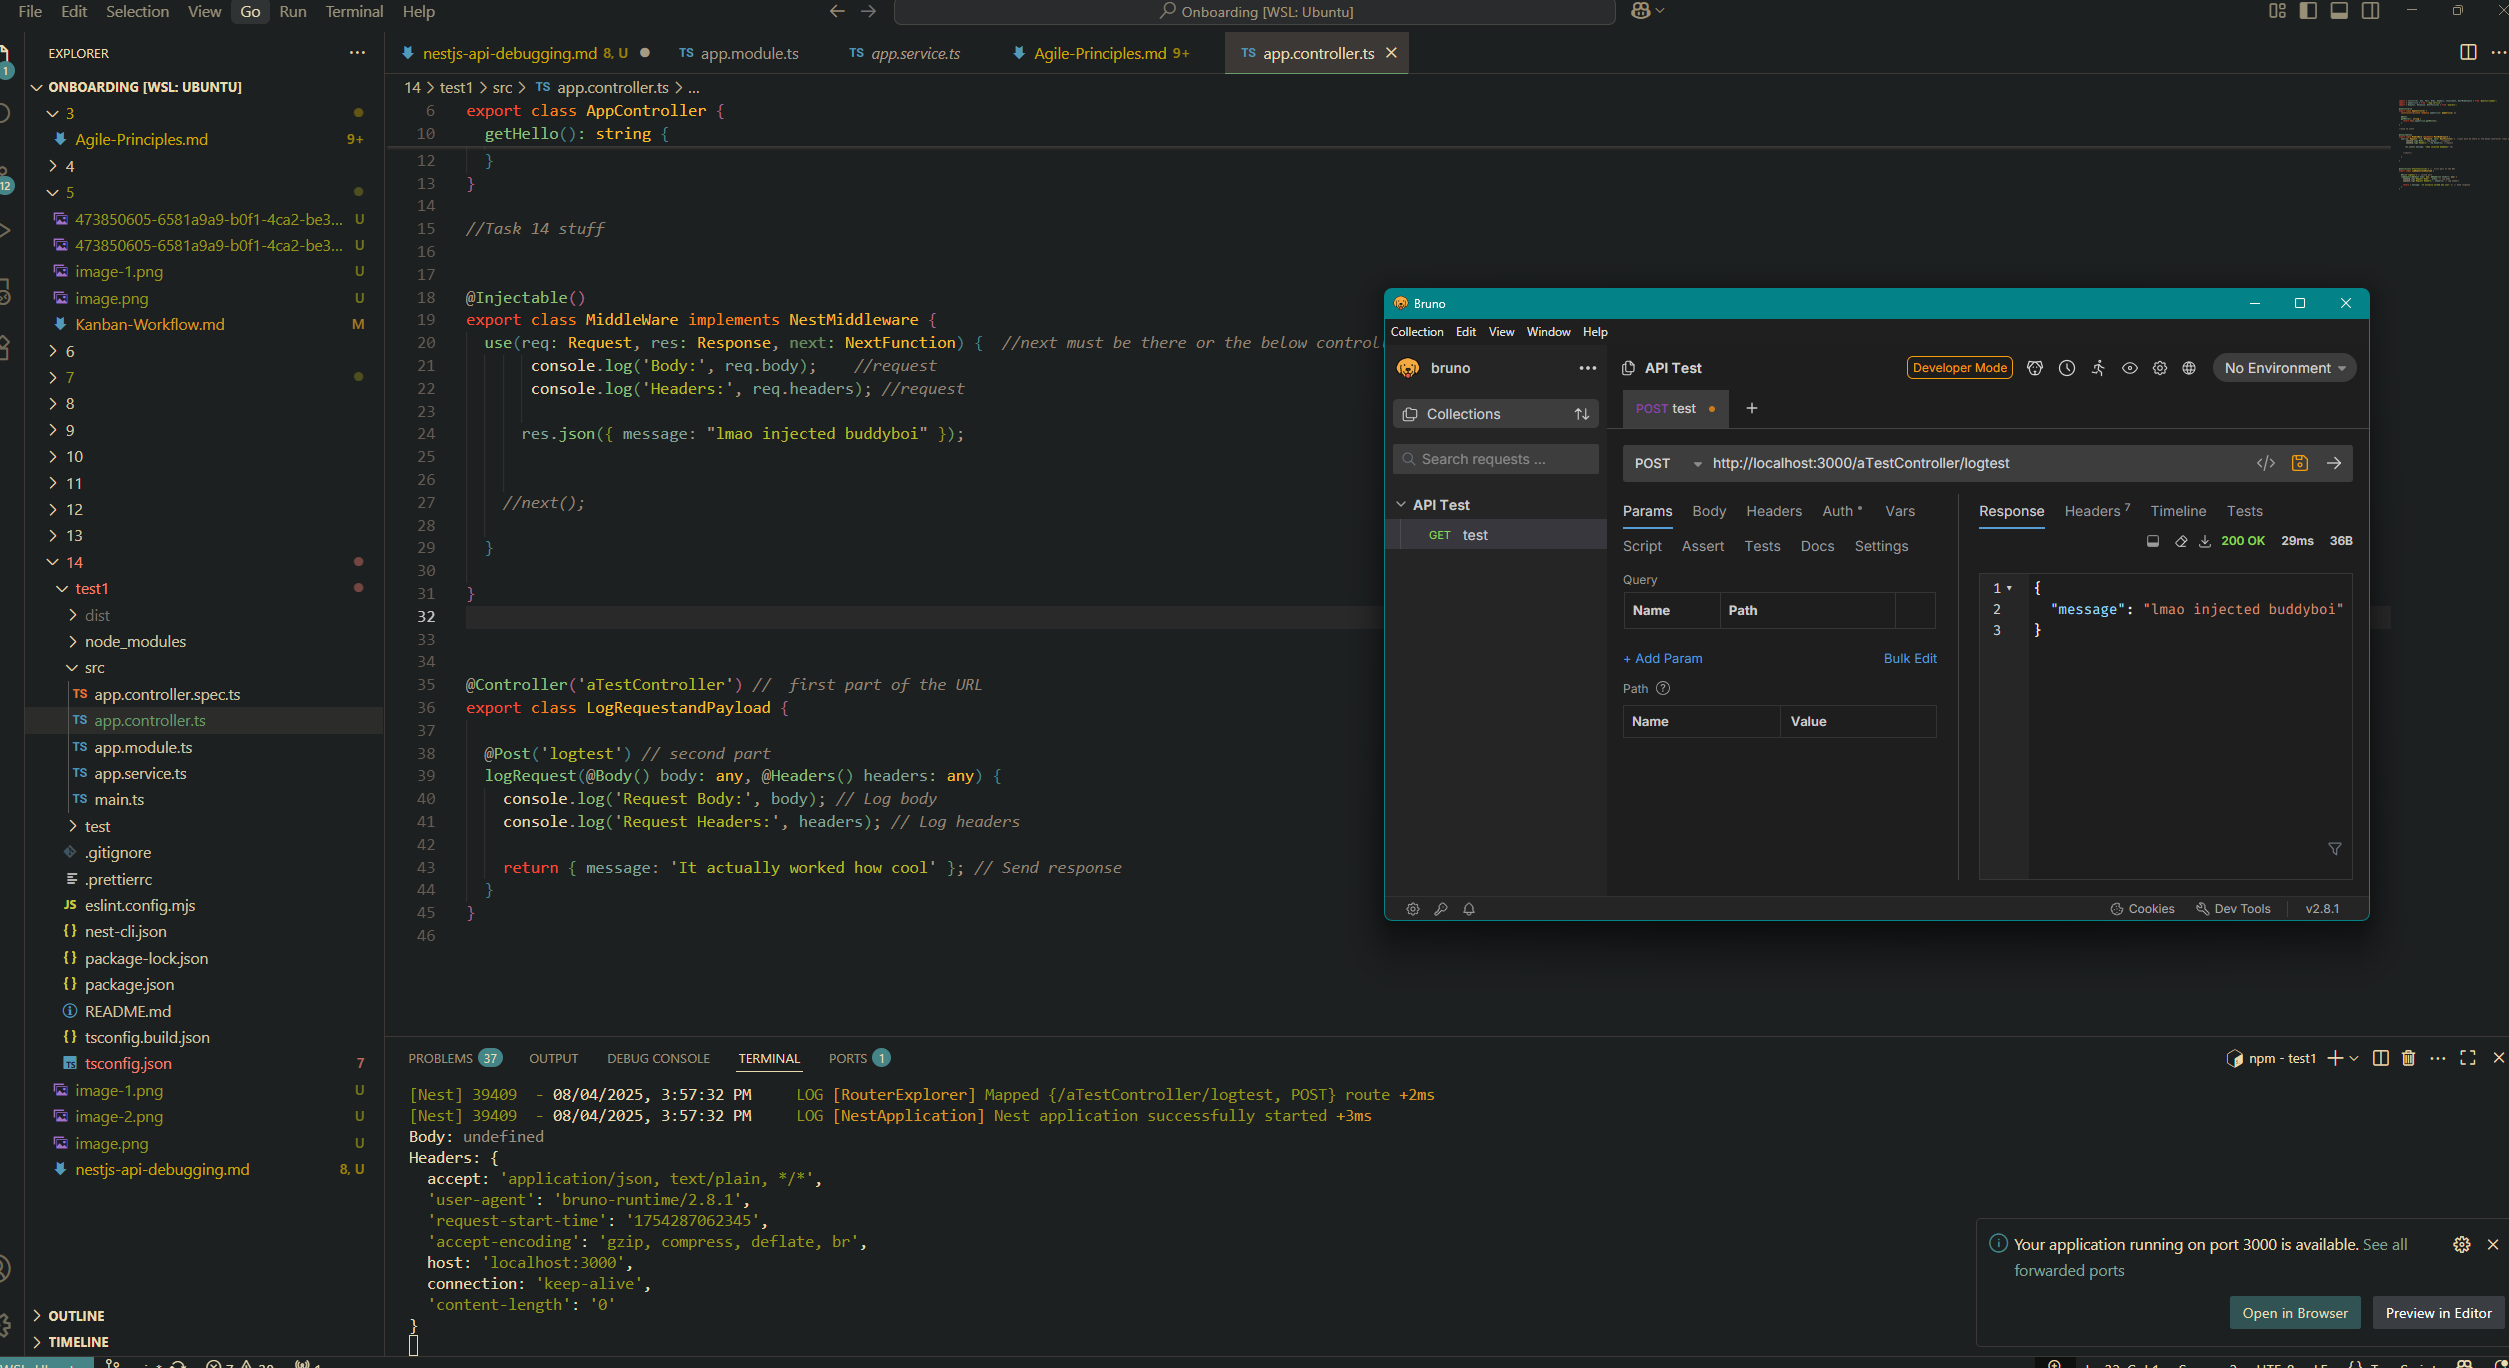 File Edit Selection View Go Run Terminal Help
Onboarding [WSL: Ubuntu]
EXPLORER
ONBOARDING [WSL: UBUNTU]
3
Agile-Principles.md 9+
4
5
473850605-6581a9a9-b0f1-4ca2-be3... U
473850605-6581a9a9-b0f1-4ca2-be3... U
image-1.png U
image.png U
Kanban-Workflow.md M
6
7
8
9
10
11
12
13
14
test1
dist
node_modules
src
TS app.controller.spec.ts
TS app.controller.ts
TS app.module.ts
TS app.service.ts
TS main.ts
test
.gitignore
.prettierrc
JS eslint.config.mjs
{} nest-cli.json
{} package-lock.json
{} package.json
README.md
{} tsconfig.build.json
TS tsconfig.json 7
image-1.png U
image-2.png U
image.png U
nestjs-api-debugging.md 8, U
OUTLINE
TIMELINE
1
12
nestjs-api-debugging.md 8, U
TS app.module.ts
TS app.service.ts
Agile-Principles.md 9+
TS app.controller.ts
14 > test1 > src > TS app.controller.ts > ...
6 export class AppController {
10 getHello(): string {
12 }
13 }
14
15 //Task 14 stuff
16
17
18 @Injectable()
19 export class MiddleWare implements NestMiddleware {
20 use(req: Request, res: Response, next: NextFunction) { //next must be there or the below controll
21 console.log('Body:', req.body); //request
22 console.log('Headers:', req.headers); //request
23
24 res.json({ message: "lmao injected buddyboi" });
25
26
27 //next();
28
29 }
30
31 }
32
33
34
35 @Controller('aTestController') // first part of the URL
36 export class LogRequestandPayload {
37
38 @Post('logtest') // second part
39 logRequest(@Body() body: any, @Headers() headers: any) {
40 console.log('Request Body:', body); // Log body
41 console.log('Request Headers:', headers); // Log headers
42
43 return { message: 'It actually worked how cool' }; // Send response
44 }
45 }
46
Bruno
Collection Edit View Window Help
bruno
Collections
Search requests ...
API Test
GET test
API Test
Developer Mode
No Environment
POST test
POST http://localhost:3000/aTestController/logtest
Params Body Headers Auth Vars
Script Assert Tests Docs Settings
Query
Name Path
+ Add Param Bulk Edit
Path
Name Value
Response Headers 7 Timeline Tests
200 OK 29ms 36B
1 {
2 "message": "lmao injected buddyboi"
3 }
Cookies Dev Tools v2.8.1
PROBLEMS 37 OUTPUT DEBUG CONSOLE TERMINAL PORTS 1
npm - test1
[Nest] 39409 - 08/04/2025, 3:57:32 PM LOG [RouterExplorer] Mapped {/aTestController/logtest, POST} route +2ms
[Nest] 39409 - 08/04/2025, 3:57:32 PM LOG [NestApplication] Nest application successfully started +3ms
Body: undefined
Headers: {
accept: 'application/json, text/plain, */*',
'user-agent': 'bruno-runtime/2.8.1',
'request-start-time': '1754287062345',
'accept-encoding': 'gzip, compress, deflate, br',
host: 'localhost:3000',
connection: 'keep-alive',
'content-length': '0'
}
Your application running on port 3000 is available. See all
forwarded ports
Open in Browser Preview in Editor